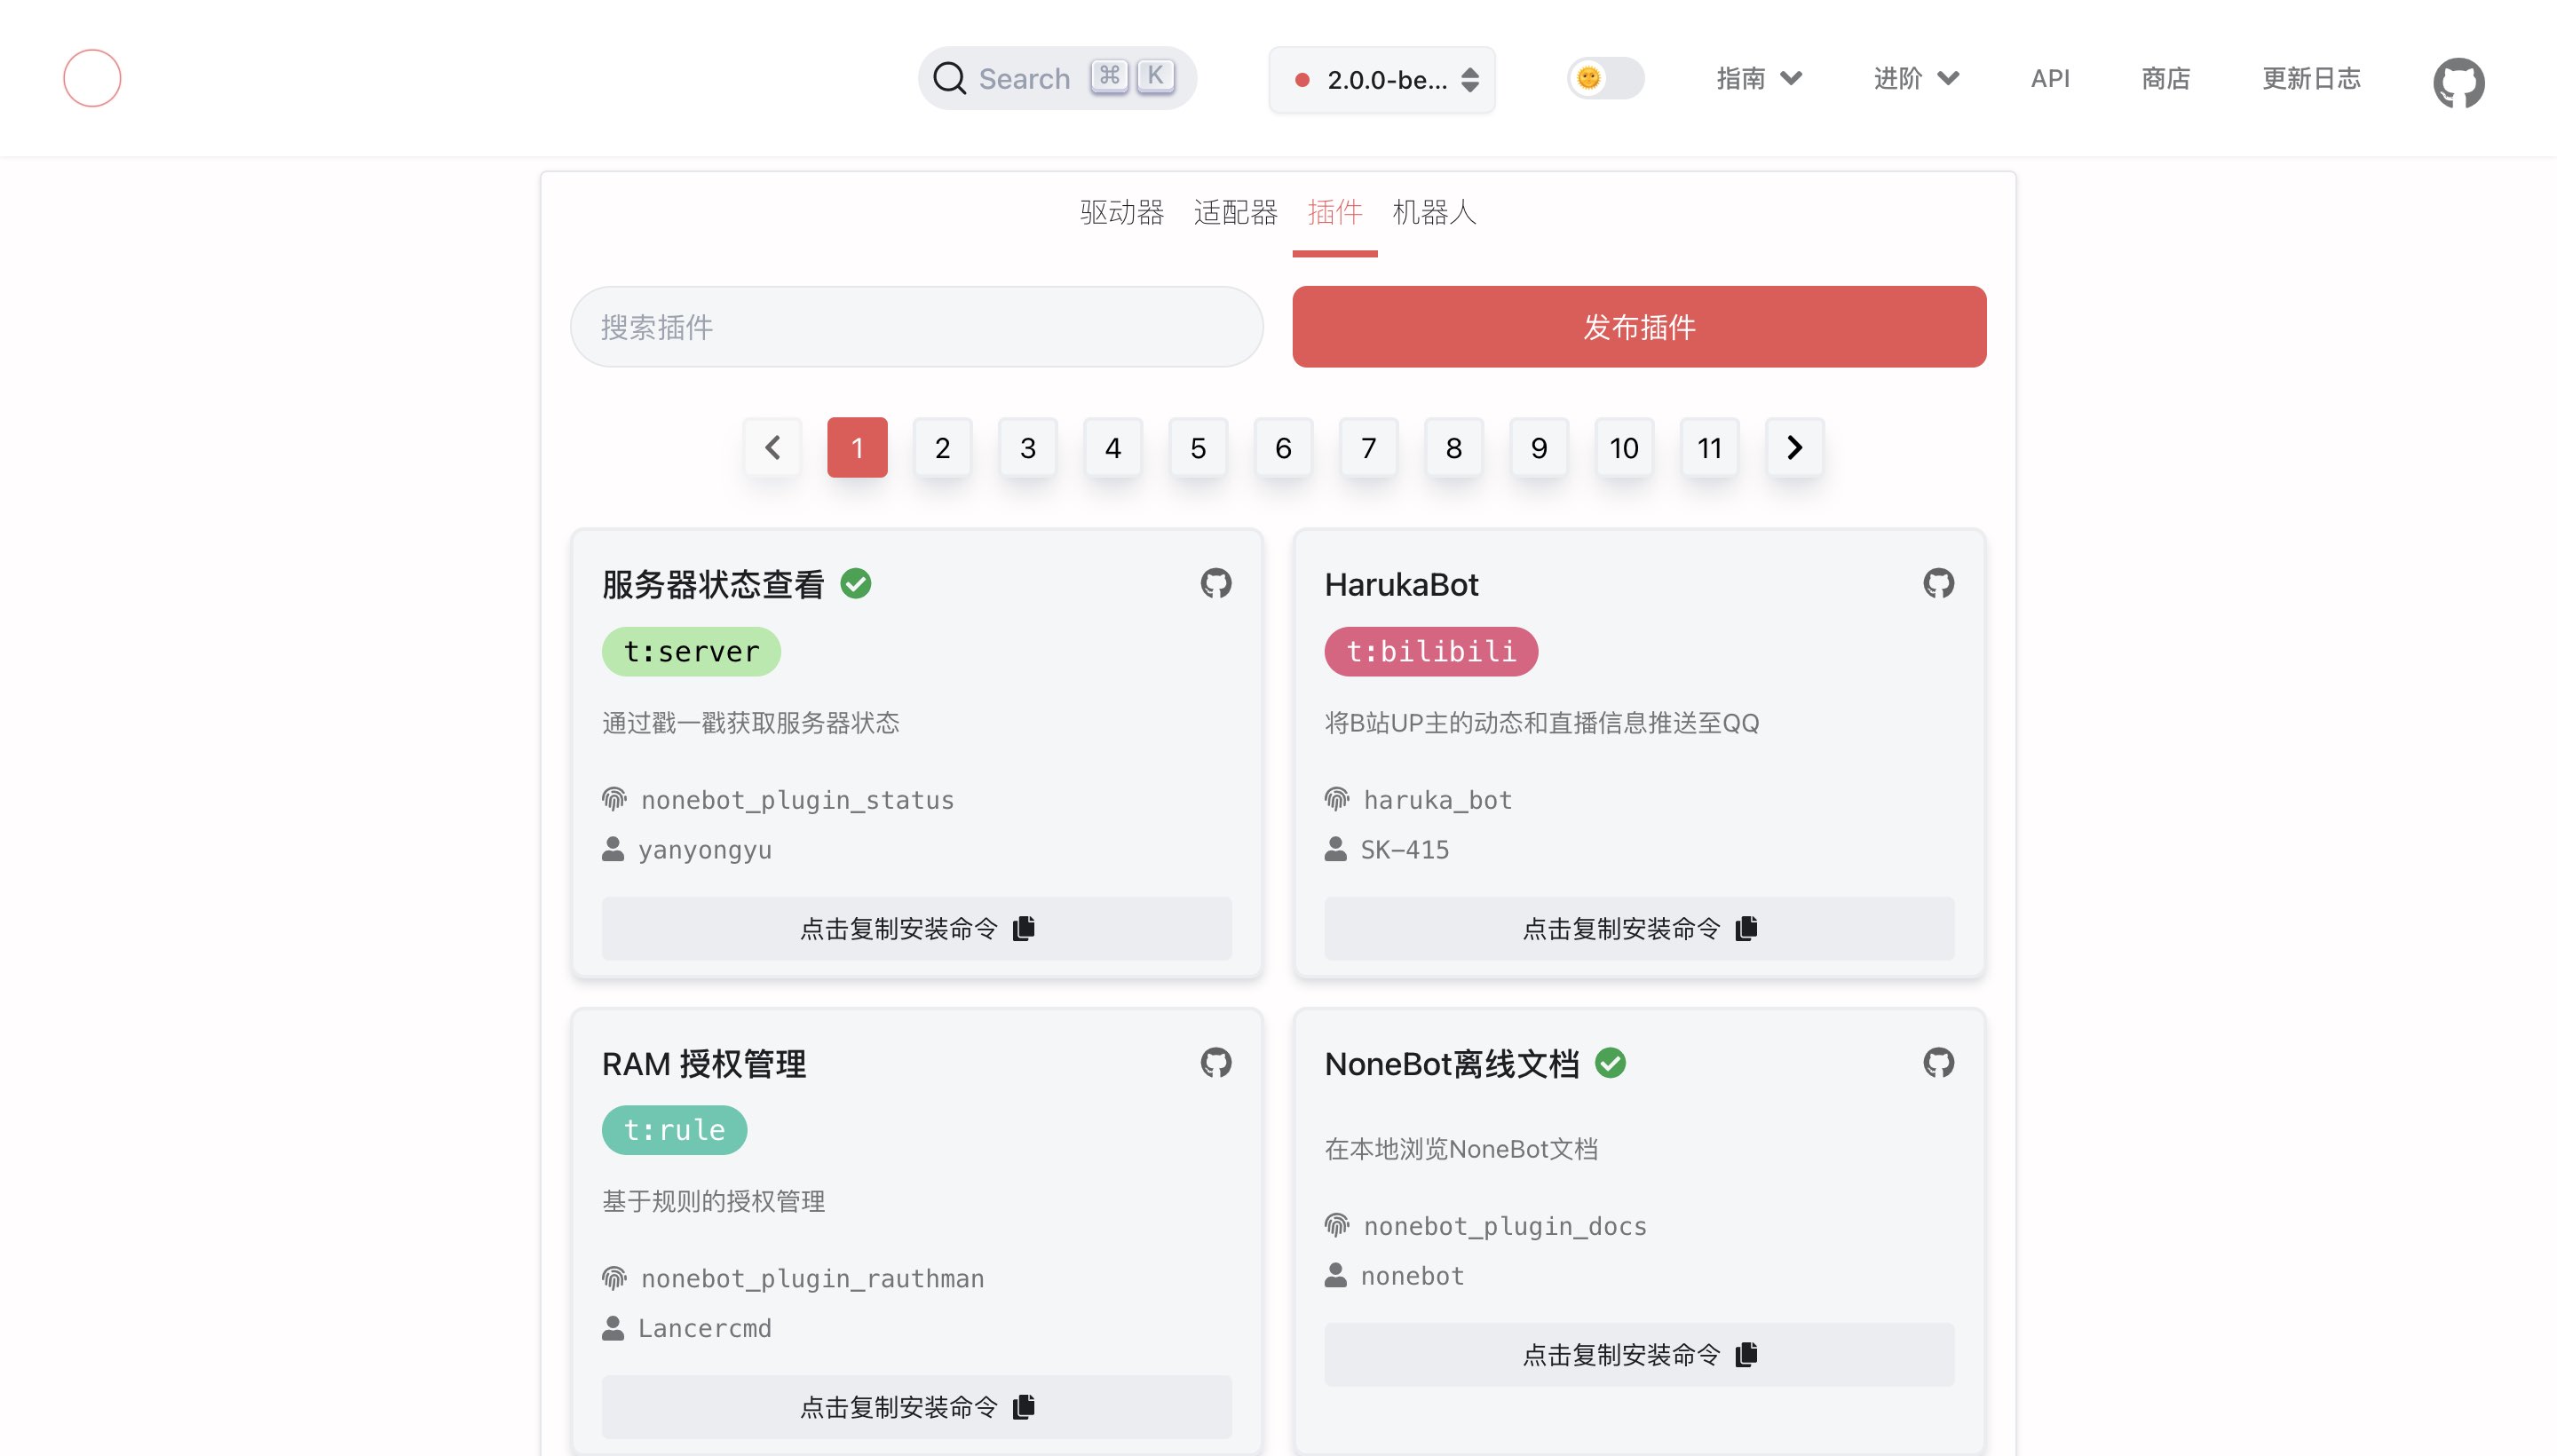 Search ⌘ K 2.0.0-be... 指南 进阶 API 商店 更新日志
驱动器 适配器 插件 机器人
搜索插件 发布插件
1 2 3 4 5 6 7 8 9 10 11
服务器状态查看
t:server
通过戳一戳获取服务器状态
nonebot_plugin_status
yanyongyu
点击复制安装命令
HarukaBot
t:bilibili
将B站UP主的动态和直播信息推送至QQ
haruka_bot
SK-415
点击复制安装命令
RAM 授权管理
t:rule
基于规则的授权管理
nonebot_plugin_rauthman
Lancercmd
点击复制安装命令
NoneBot离线文档
在本地浏览NoneBot文档
nonebot_plugin_docs
nonebot
点击复制安装命令